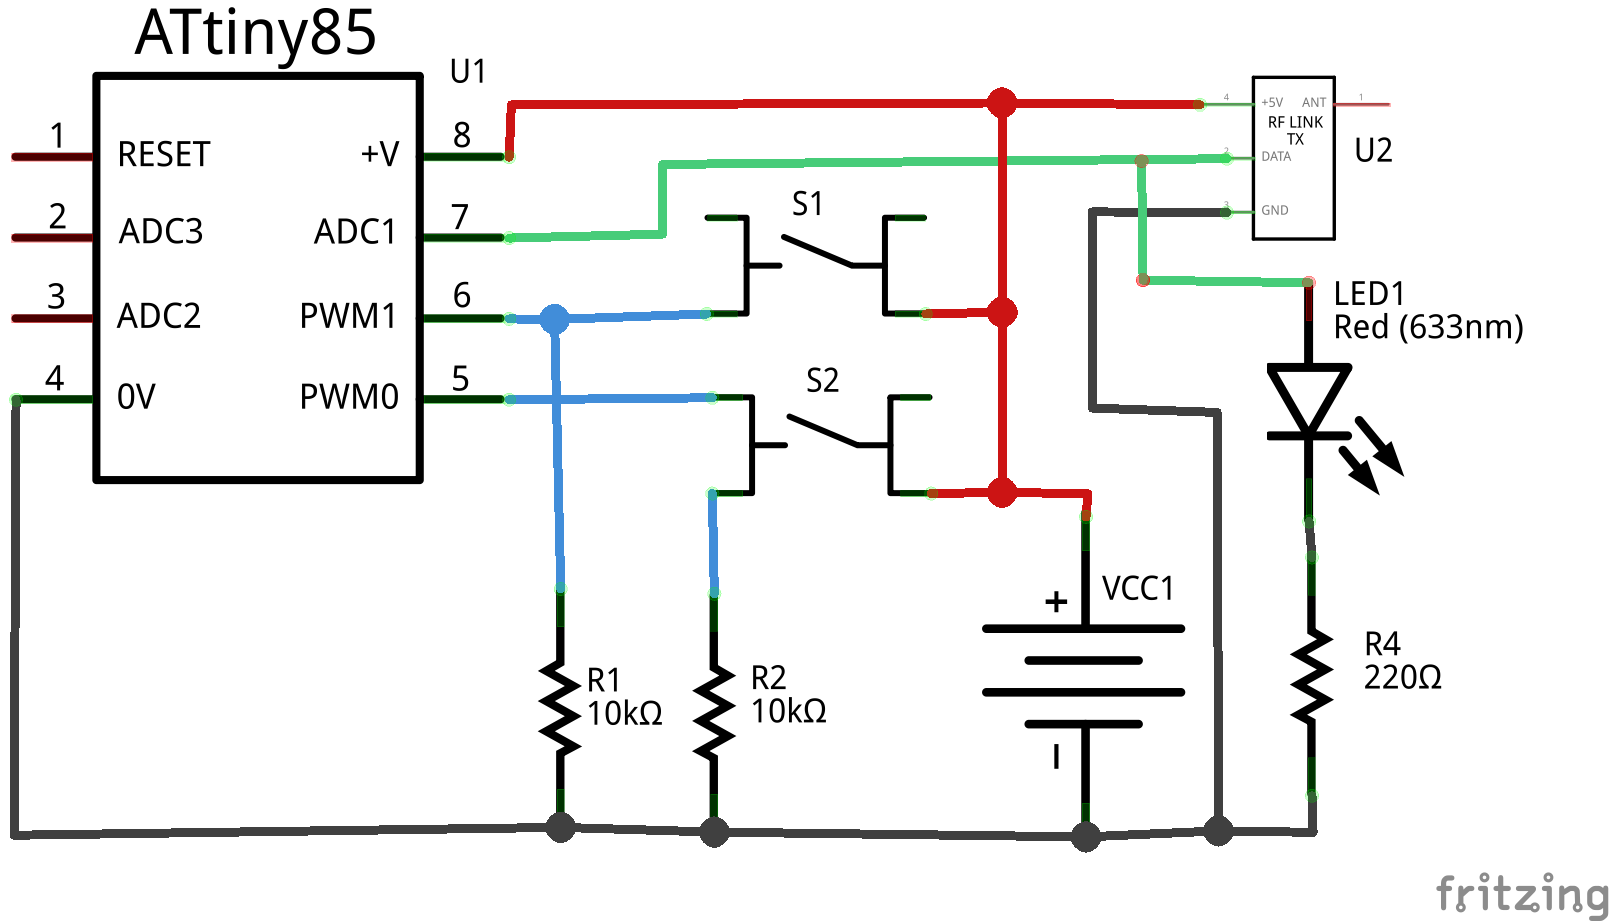 ATtiny85
U1
1 RESET +V 8
2 ADC3 ADC1 7
3 ADC2 PWM1 6
4 0V PWM0 5
S1
S2
4 +5V ANT 1
RF LINK
TX
2 DATA
3 GND
U2
LED1
Red (633nm)
+ VCC1
R1
10kΩ
R2
10kΩ
R4
220Ω
fritzing